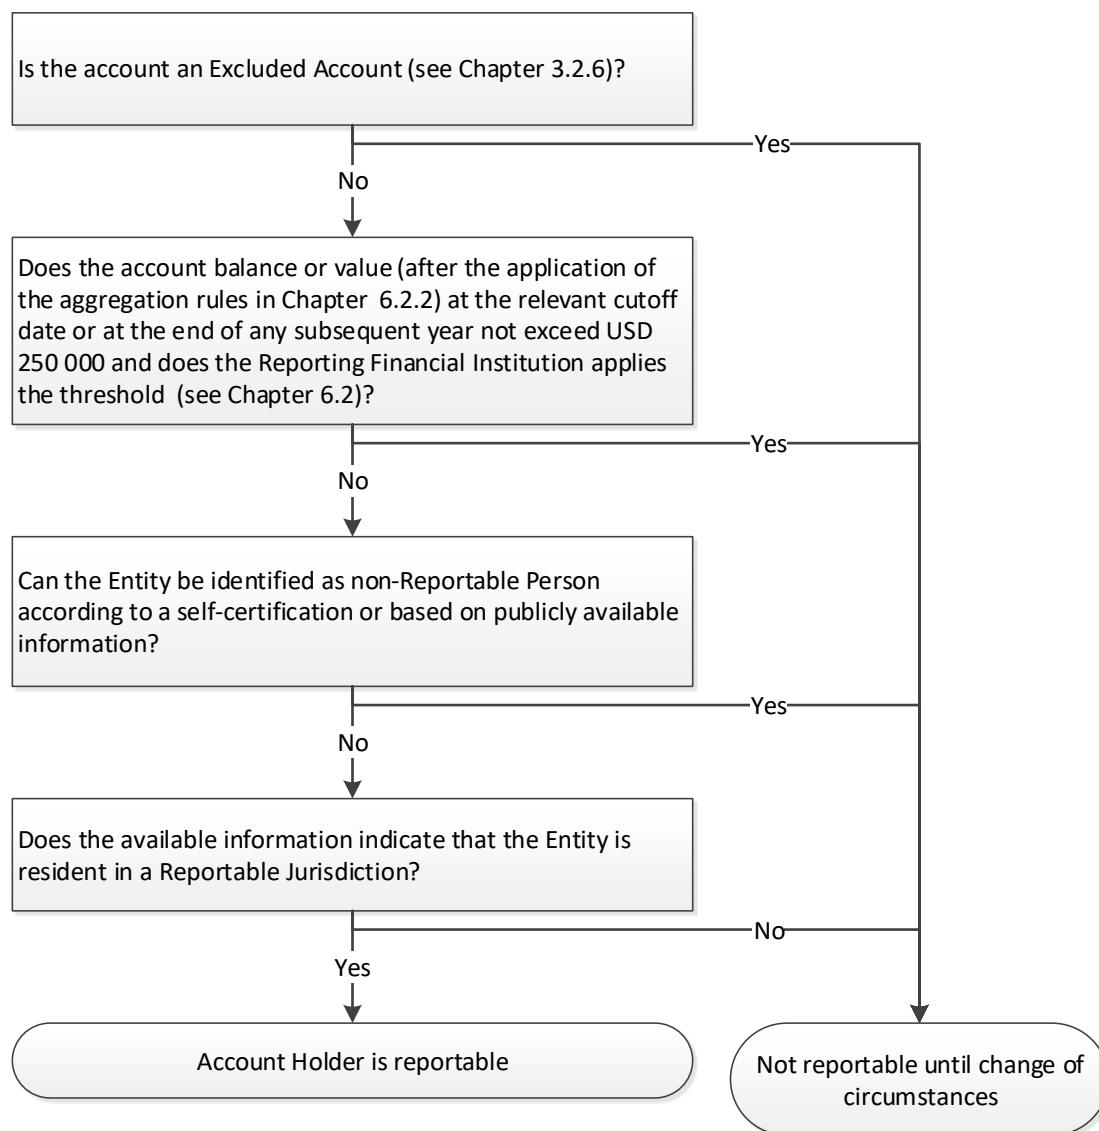 Is the account an Excluded Account (see Chapter 3.2.6)?
Yes
No
Does the account balance or value (after the application of
the aggregation rules in Chapter 6.2.2) at the relevant cutoff
date or at the end of any subsequent year not exceed USD
250 000 and does the Reporting Financial Institution applies
the threshold (see Chapter 6.2)?
Yes
No
Can the Entity be identified as non-Reportable Person
according to a self-certification or based on publicly available
information?
Yes
No
Does the available information indicate that the Entity is
resident in a Reportable Jurisdiction?
No
Yes
Account Holder is reportable
Not reportable until change of
circumstances